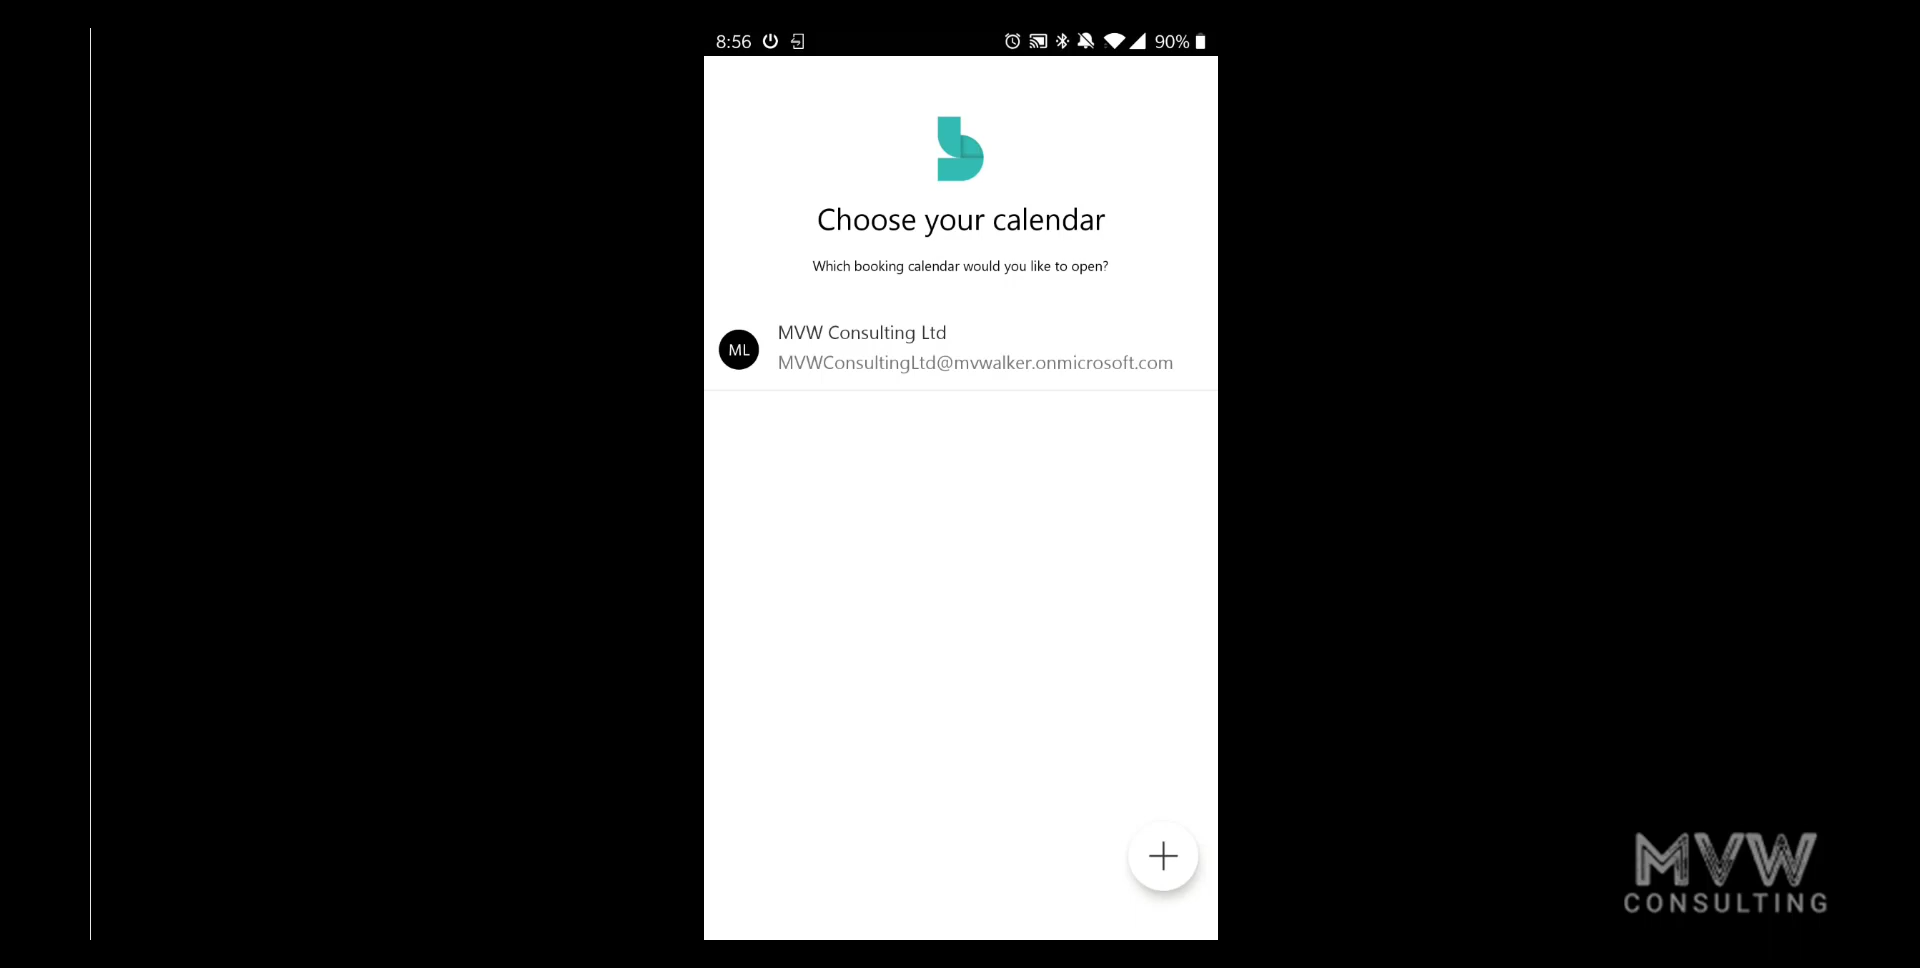 8:56
90%
Choose your calendar
Which booking calendar would you like to open?
ML
MVW Consulting Ltd
MVWConsultingLtd@mvwalker.onmicrosoft.com
MVW
CONSULTING